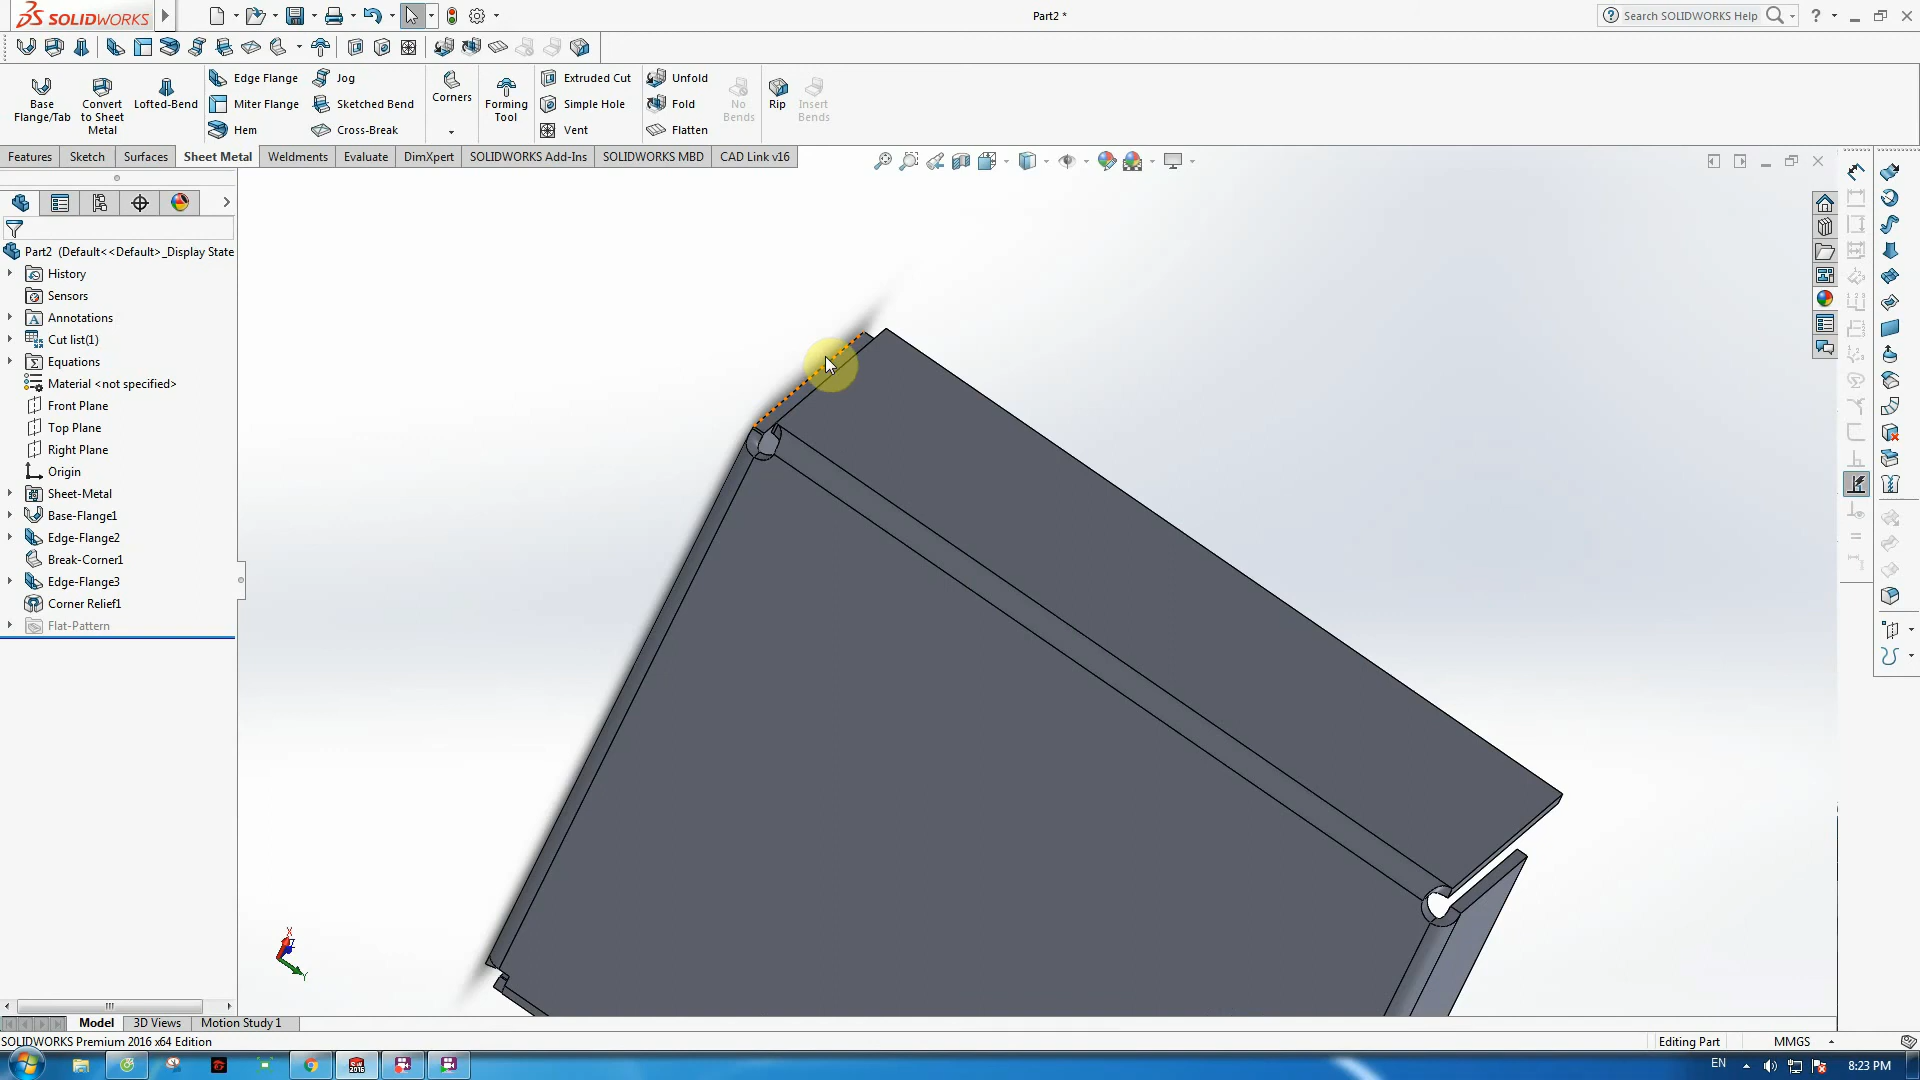 SOLIDWORKS
Part2 *
Search SOLIDWORKS Help
Base Flange/Tab
Convert to Sheet Metal
Lofted-Bend
Edge Flange
Miter Flange
Hem
Jog
Sketched Bend
Cross-Break
Corners
Forming Tool
Extruded Cut
Simple Hole
Vent
Unfold
Fold
Flatten
No Bends
Rip
Insert Bends
Features
Sketch
Surfaces
Sheet Metal
Weldments
Evaluate
DimXpert
SOLIDWORKS Add-Ins
SOLIDWORKS MBD
CAD Link v16
Part2 (Default<<Default>_Display State
History
Sensors
Annotations
Cut list(1)
Equations
Material <not specified>
Front Plane
Top Plane
Right Plane
Origin
Sheet-Metal
Base-Flange1
Edge-Flange2
Break-Corner1
Edge-Flange3
Corner Relief1
Flat-Pattern
Model
3D Views
Motion Study 1
SOLIDWORKS Premium 2016 x64 Edition
Editing Part
MMGS
EN
8:23 PM